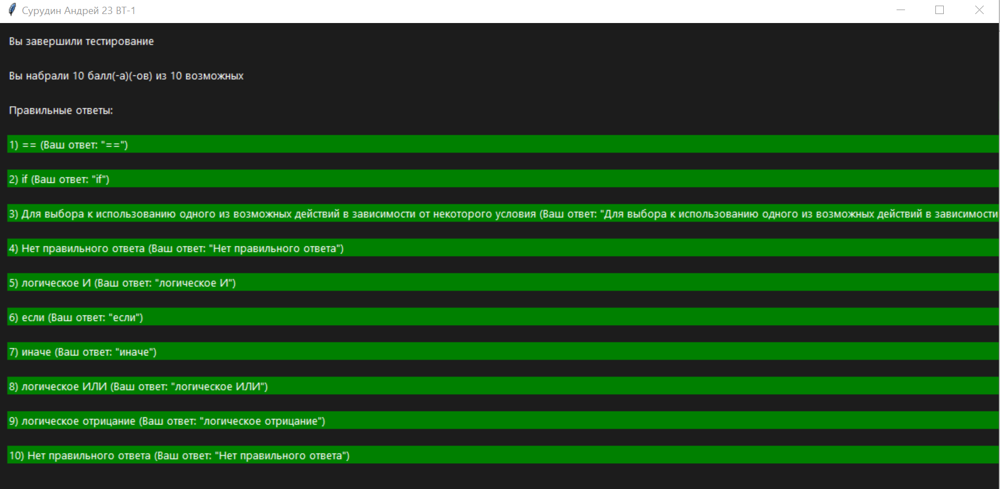 Сурудин Андрей 23 ВТ-1
Вы завершили тестирование
Вы набрали 10 балл(-а)(-ов) из 10 возможных
Правильные ответы:
1) == (Ваш ответ: "==")
2) if (Ваш ответ: "if")
3) Для выбора к использованию одного из возможных действий в зависимости от некоторого условия (Ваш ответ: "Для выбора к использованию одного из возможных действий в зависимости
4) Нет правильного ответа (Ваш ответ: "Нет правильного ответа")
5) логическое И (Ваш ответ: "логическое И")
6) если (Ваш ответ: "если")
7) иначе (Ваш ответ: "иначе")
8) логическое ИЛИ (Ваш ответ: "логическое ИЛИ")
9) логическое отрицание (Ваш ответ: "логическое отрицание")
10) Нет правильного ответа (Ваш ответ: "Нет правильного ответа")